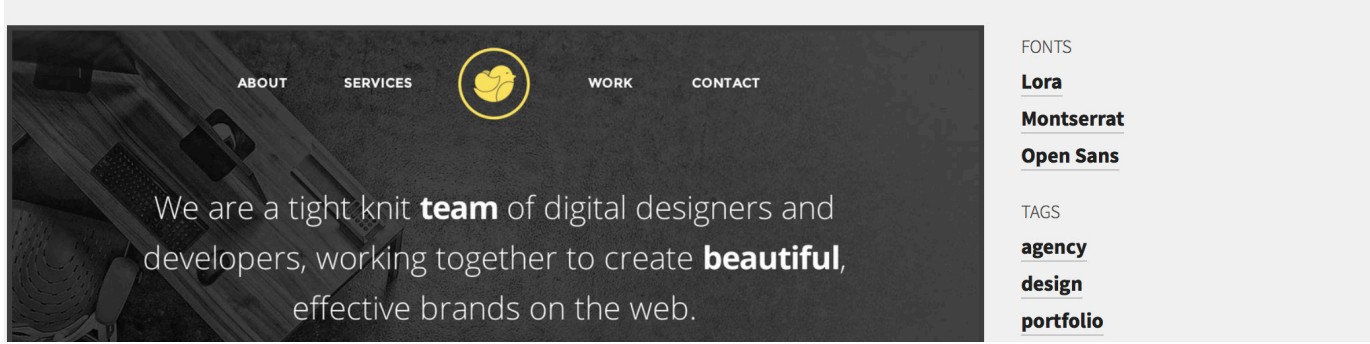 ABOUT SERVICES WORK CONTACT
We are a tight knit team of digital designers and
developers, working together to create beautiful,
effective brands on the web.
FONTS
Lora
Montserrat
Open Sans
TAGS
agency
design
portfolio